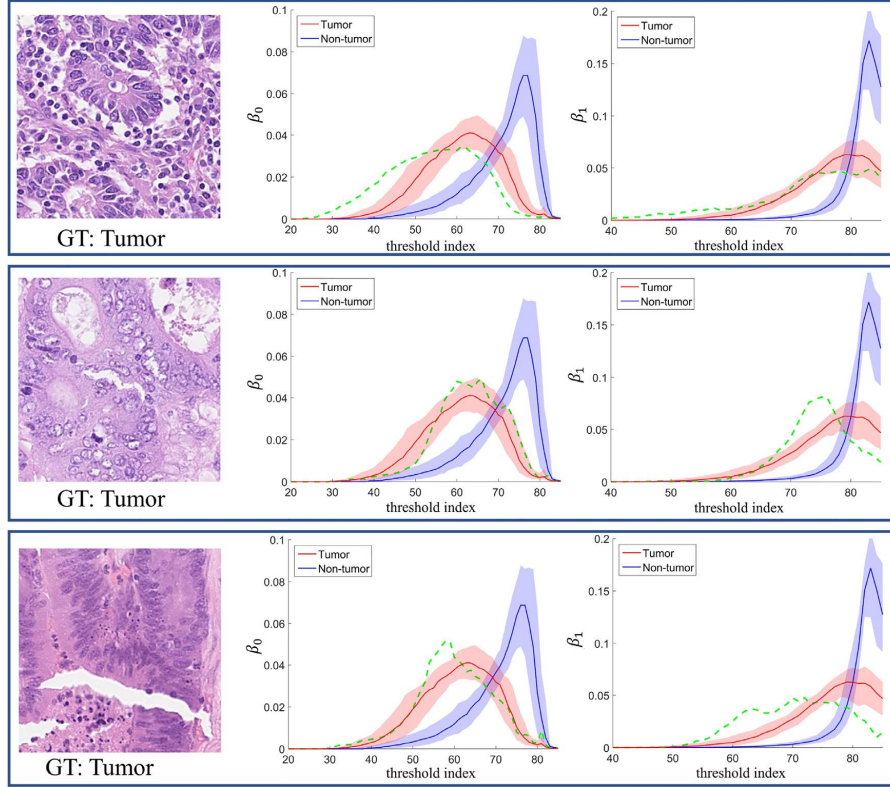 0.1
0.08
0.06
0.04
0.02
0
β0
Tumor
Non-tumor
20 30 40 50 60 70 80
threshold index
0.2
0.15
0.1
0.05
0
β1
Tumor
Non-tumor
40 50 60 70 80
threshold index
GT: Tumor
0.1
0.08
0.06
0.04
0.02
0
β0
Tumor
Non-tumor
20 30 40 50 60 70 80
threshold index
0.2
0.15
0.1
0.05
0
β1
Tumor
Non-tumor
40 50 60 70 80
threshold index
GT: Tumor
0.1
0.08
0.06
0.04
0.02
0
β0
Tumor
Non-tumor
20 30 40 50 60 70 80
threshold index
0.2
0.15
0.1
0.05
0
β1
Tumor
Non-tumor
40 50 60 70 80
threshold index
GT: Tumor